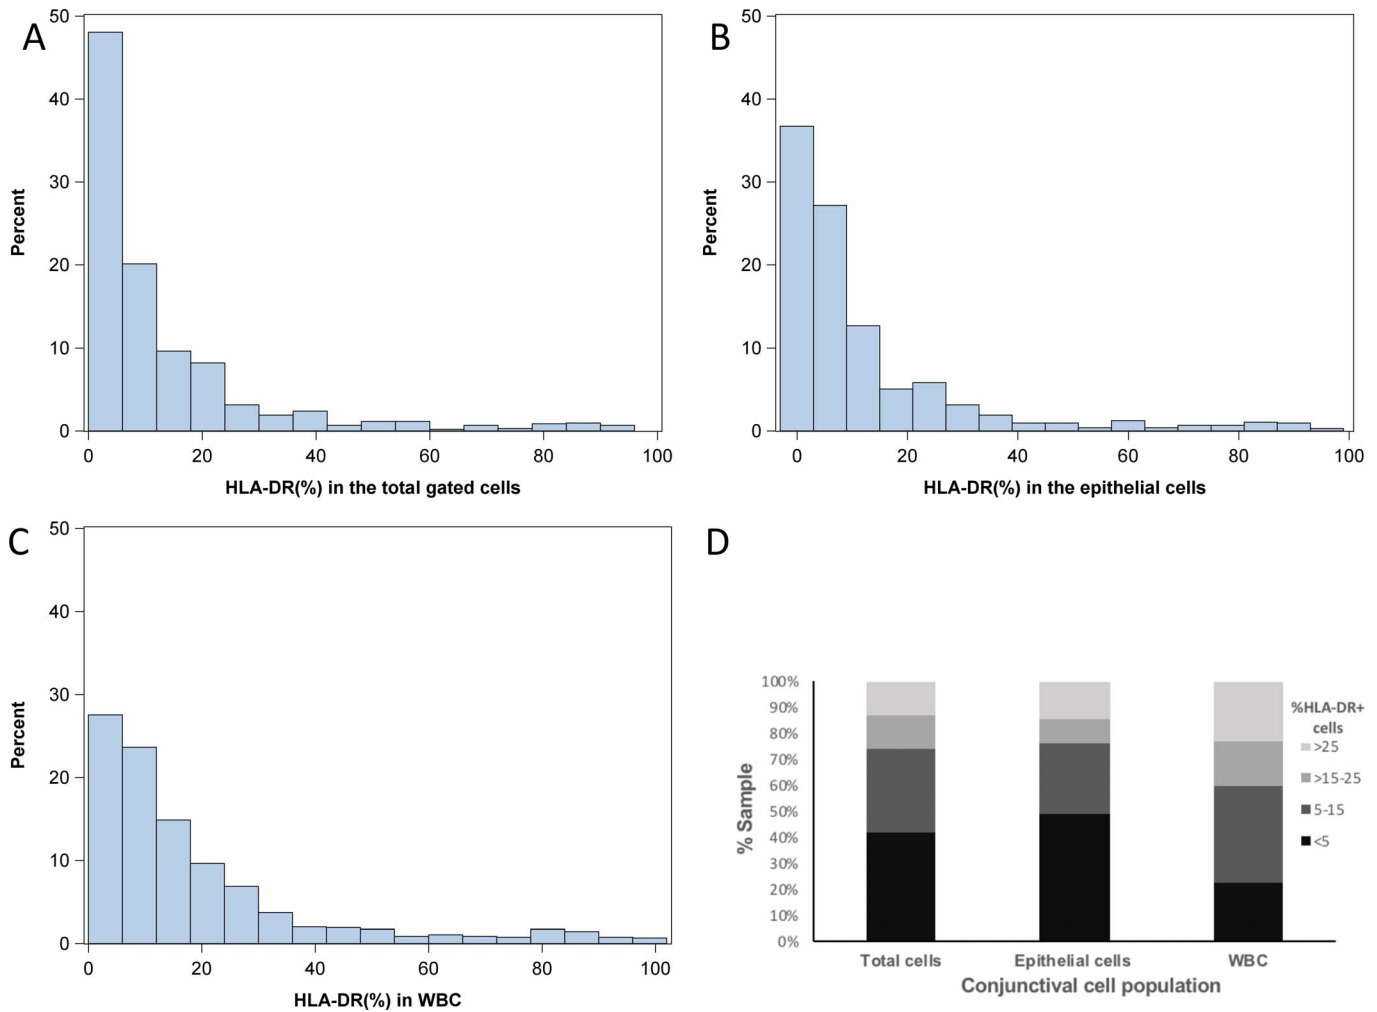 A
50
40
30
20
10
0
Percent
0 20 40 60 80 100
HLA-DR(%) in the total gated cells
B
50
40
30
20
10
0
Percent
0 20 40 60 80 100
HLA-DR(%) in the epithelial cells
C
50
40
30
20
10
0
Percent
0 20 40 60 80 100
HLA-DR(%) in WBC
D
100%
90%
80%
70%
60%
50%
40%
30%
20%
10%
0%
% Sample
Total cells Epithelial cells WBC
Conjunctival cell population
%HLA-DR+
cells
>25
>15-25
5-15
<5